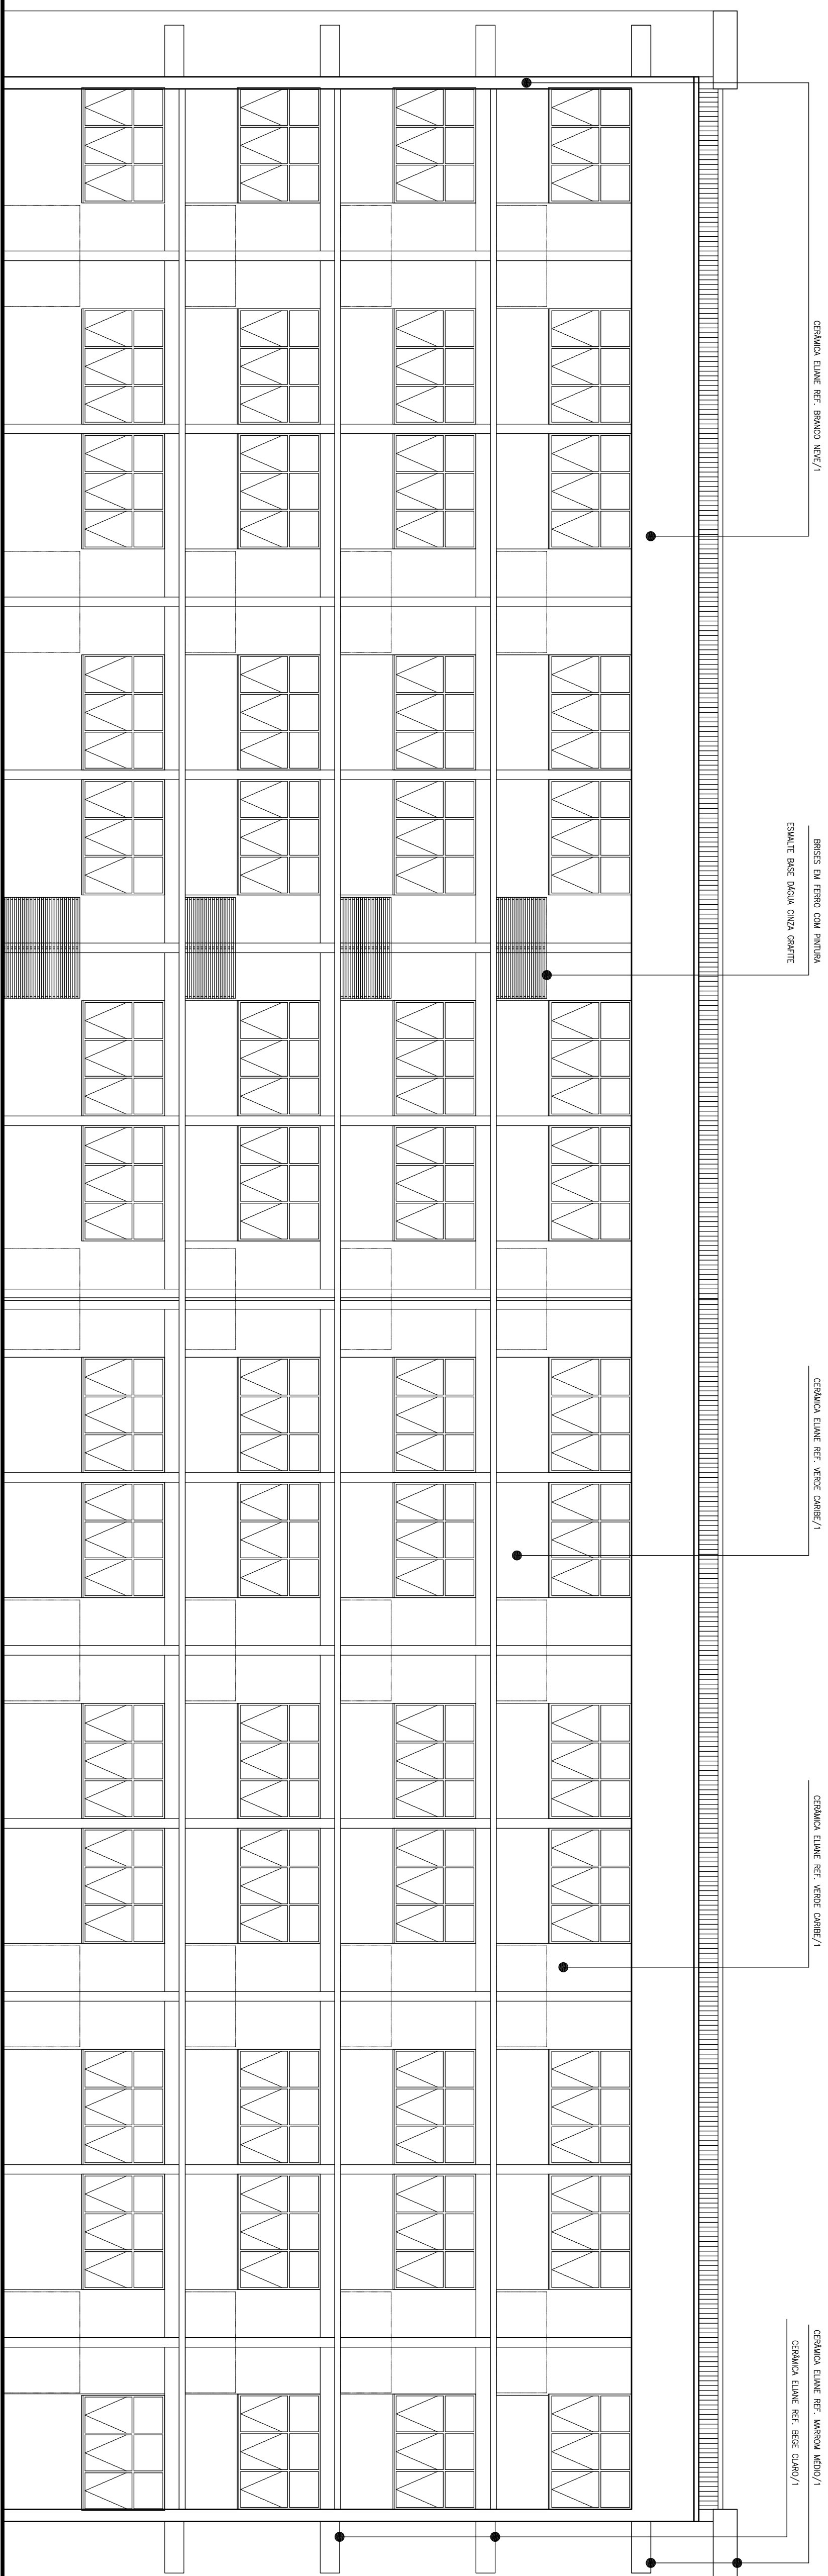 CERÂMICA ELIANE REF. BRANCO NEVE/1
BRISES EM FERRO COM PINTURA
ESMALTE BASE DÁGUA CINZA GRAFITE
CERÂMICA ELIANE REF. VERDE CARIBE/1
CERÂMICA ELIANE REF. VERDE CARIBE/1
CERÂMICA ELIANE REF. MARROM MÉDIO/1
CERÂMICA ELIANE REF. BEGE CLARO/1